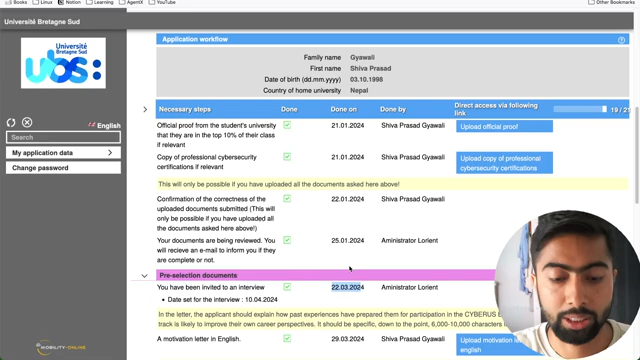 Books
Linux
Notion
Learning
AgentX
YouTube
Other Bookmarks
Université Bretagne Sud
Application workflow
Université
Bretagne Sud
ubs:
Family name Gyawali
First name Shiva Prasad
Date of birth (dd.mm.yyyy) 03.10.1998
Country of home university Nepal
English
Search
My application data
Change password
Necessary steps Done Done on Done by Direct access via following link 19 / 21
Official proof from the student's university
that they are in the top 10% of their class
if relevant
21.01.2024 Shiva Prasad Gyawali Upload official proof
Copy of professional cybersecurity
certifications if relevant
21.01.2024 Shiva Prasad Gyawali Upload copy of professional
cybersecurity certifications
This will only be possible if you have uploaded all the documents asked here above!
Confirmation of the correctness of the
uploaded documents submitted (This will
only be possible if you have uploaded
all the documents asked here above!)
22.01.2024 Shiva Prasad Gyawali
Your documents are being reviewed. You
will recieve an e-mail to inform you if they
are complete or not.
25.01.2024 Aministrator Lorient
Pre-selection documents
You have been invited to an interview 22.03.2024 Aministrator Lorient
• Date set for the interview : 10.04.2024
In the letter, the applicant should explain how past experiences have prepared them for participation in the CYBERUS
track is likely to improve their own career perspectives. It should be specific, down to the point, 6,000-10,000 characters
A motivation letter in English. 29.03.2024 Shiva Prasad Gyawali Upload motivation
english
MOBILITY-ONLINE